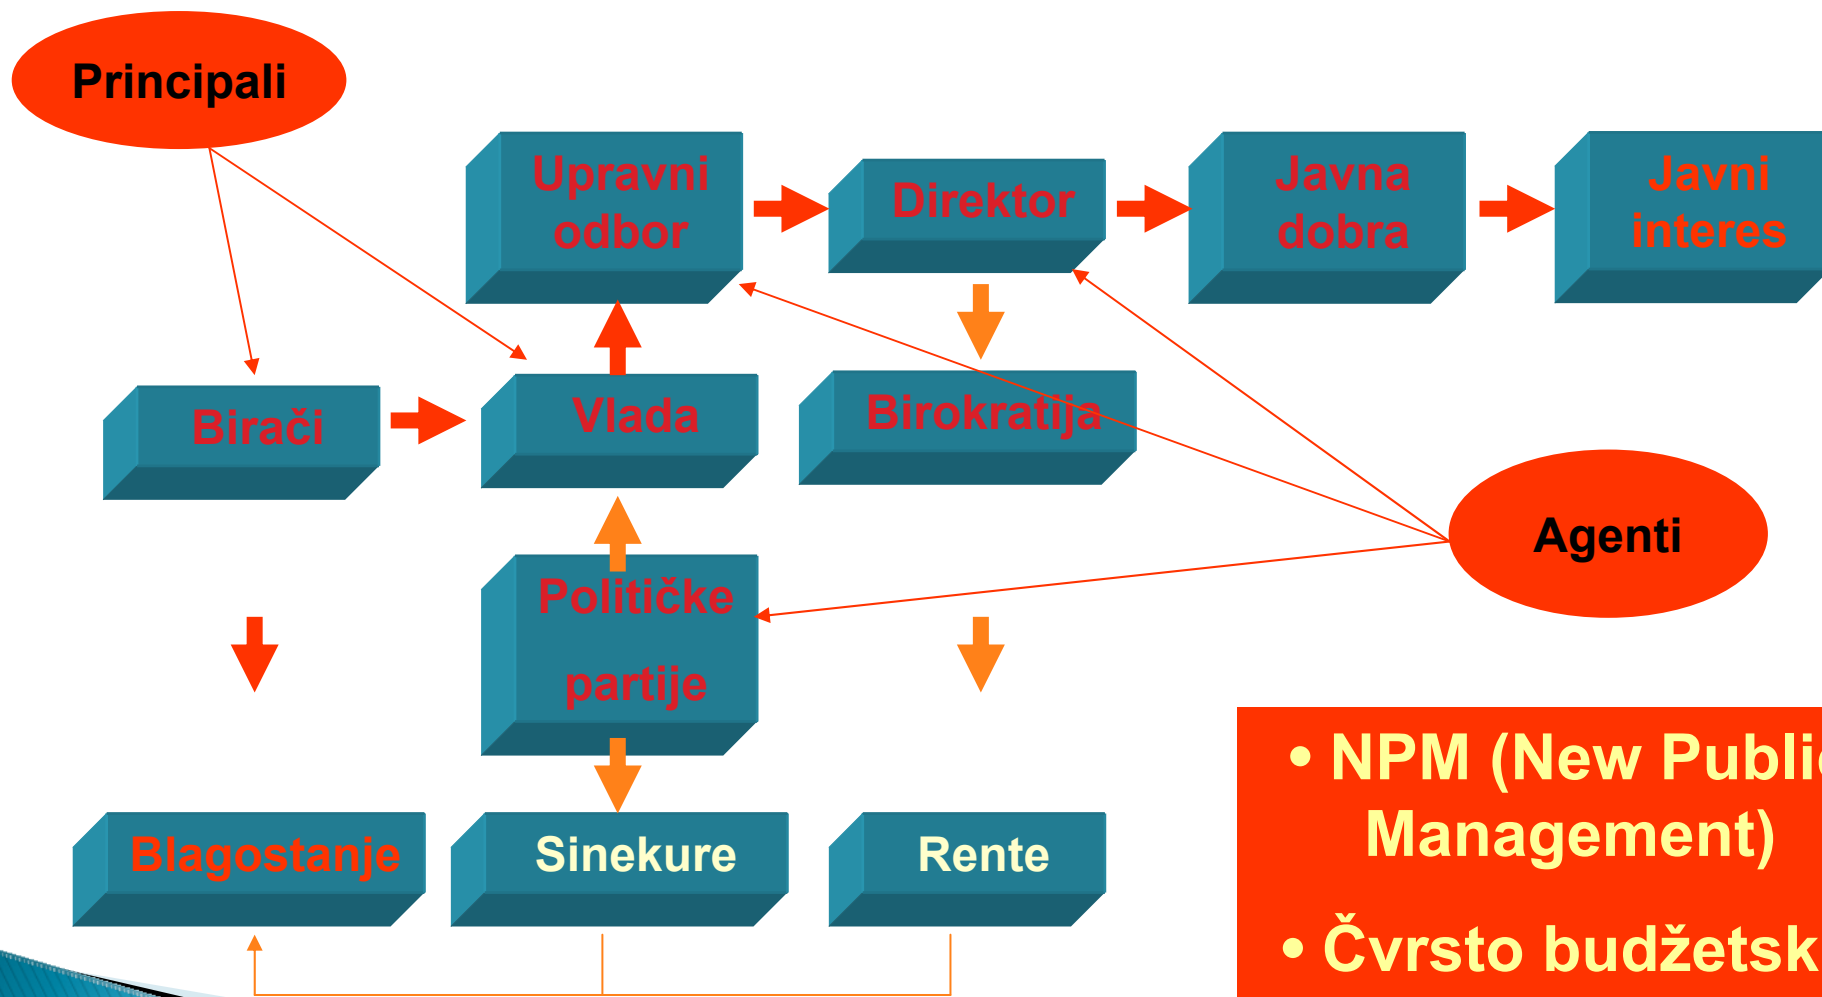 Principali
Upravni
odbor
Direktor
Javna
dobra
Javni
interes
Birači
Vlada
Birokratija
Agenti
Političke
partije
Blagostanje
Sinekure
Rente
• NPM (New Public
Management)
• Čvrsto budžetsk